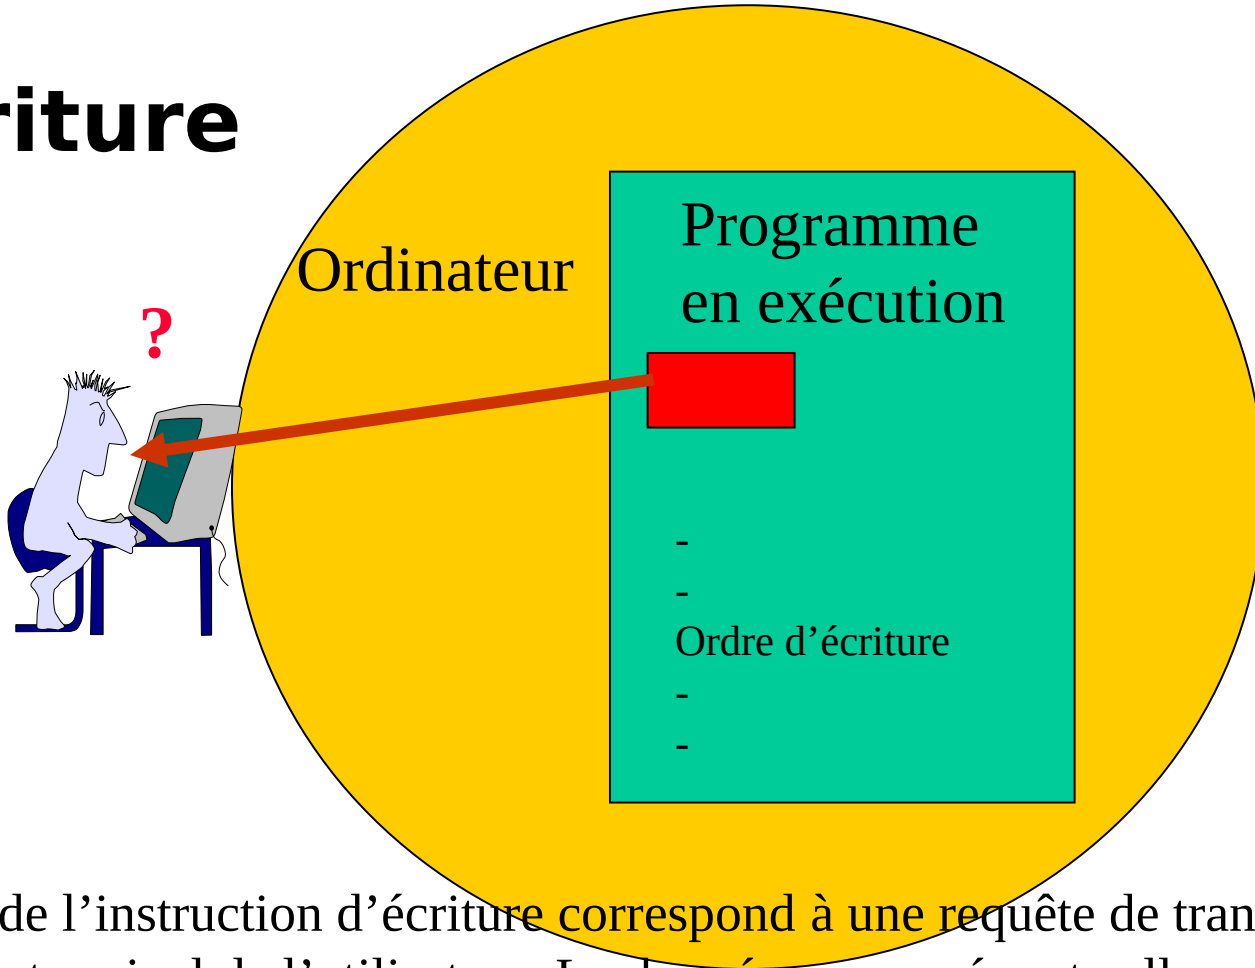 riture
Ordinateur
Programme
en exécution
?
-
-
Ordre d’écriture
-
-
de l’instruction d’écriture correspond à une requête de tran